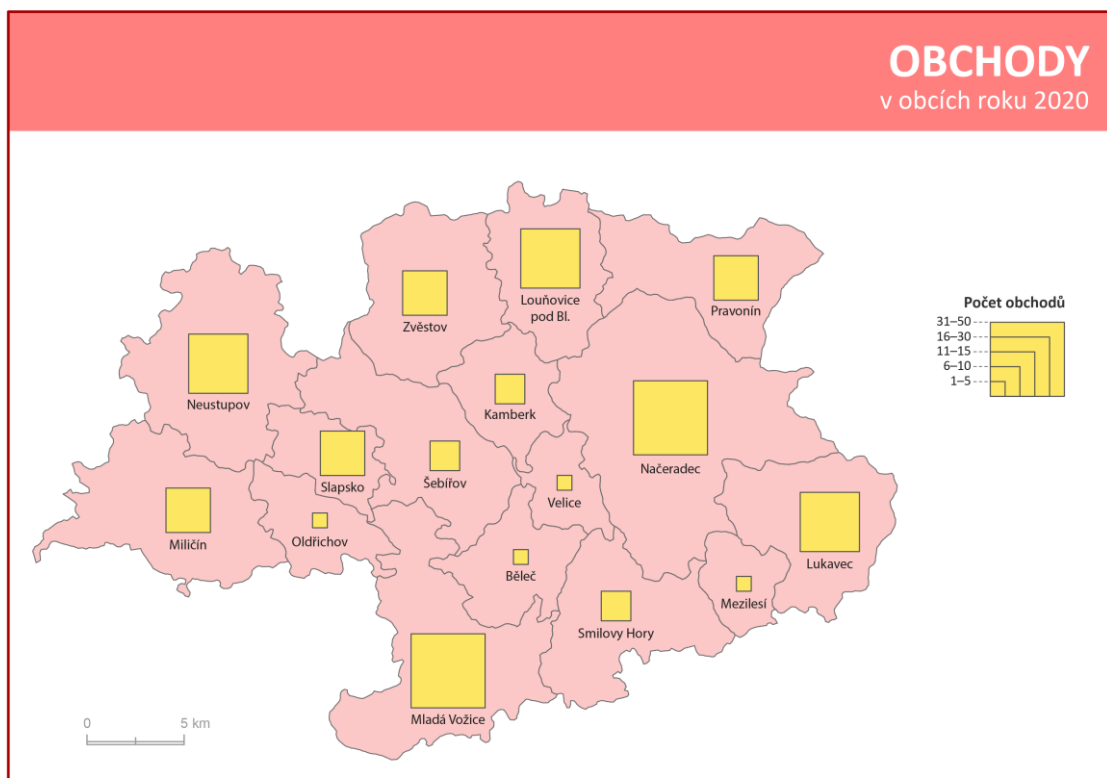 OBCHODY
v obcích roku 2020
Louňovice
pod Bl.
Pravonín
Zvěstov
Počet obchodů
31–50
16–30
11–15
6–10
1–5
Neustupov
Kamberk
Načeradec
Slapsko
Šebířov
Velice
Miličín
Oldřichov
Lukavec
Běleč
Mezilesí
Smilovy Hory
Mladá Vožice
0
5 km